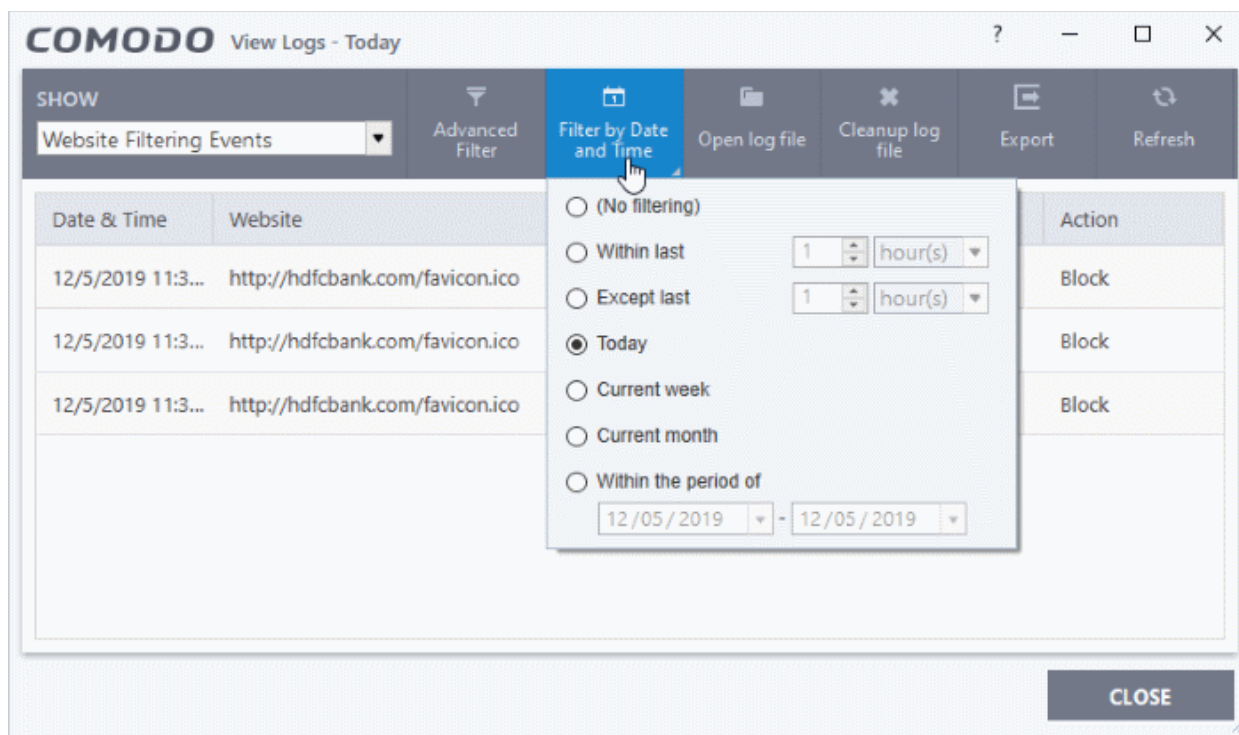 COMODO View Logs - Today
?
SHOW
Website Filtering Events
Advanced
Filter
Filter by Date
and Time
Open log file
Cleanup log
file
Export
Refresh
Date & Time Website Action
12/5/2019 11:3... http://hdfcbank.com/favicon.ico Block
12/5/2019 11:3... http://hdfcbank.com/favicon.ico Block
12/5/2019 11:3... http://hdfcbank.com/favicon.ico Block
(No filtering)
Within last 1 hour(s)
Except last 1 hour(s)
Today
Current week
Current month
Within the period of
12/05/2019 - 12/05/2019
CLOSE